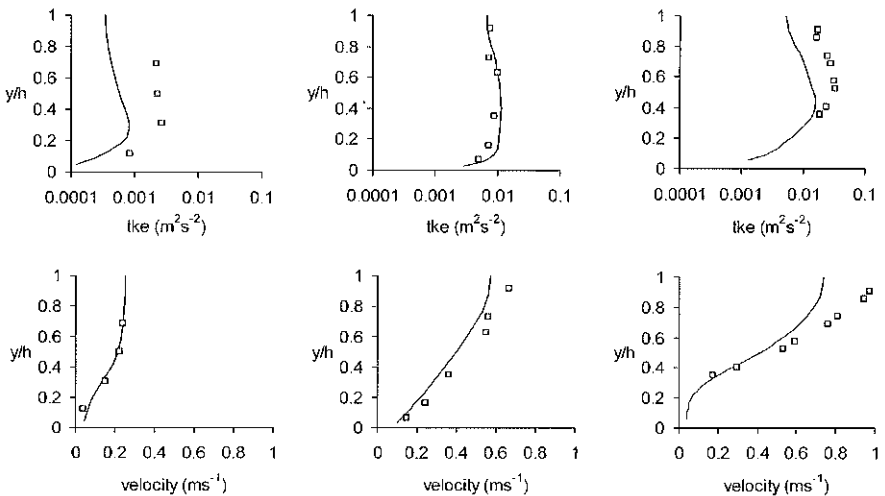 1 1 1
0.8 0.8 0.8
0.6 0.6 0.6
y/h y/h y/h
0.4 0.4 0.4
0.2 0.2 0.2
0 0 0
0.0001 0.001 0.01 0.1 0.0001 0.001 0.01 0.1 0.0001 0.001 0.01 0.1
tke (m²s⁻²) tke (m²s⁻²) tke (m²s⁻²)
1 1 1
0.8 0.8 0.8
y/h 0.6 y/h 0.6 y/h 0.6
0.4 0.4 0.4
0.2 0.2 0.2
0 0 0
0 0.2 0.4 0.6 0 0.2 0.4 0.6 0.8 1 0 0.2 0.4 0.6 0.8 1
velocity (ms⁻¹) velocity (ms⁻¹) velocity (ms⁻¹)